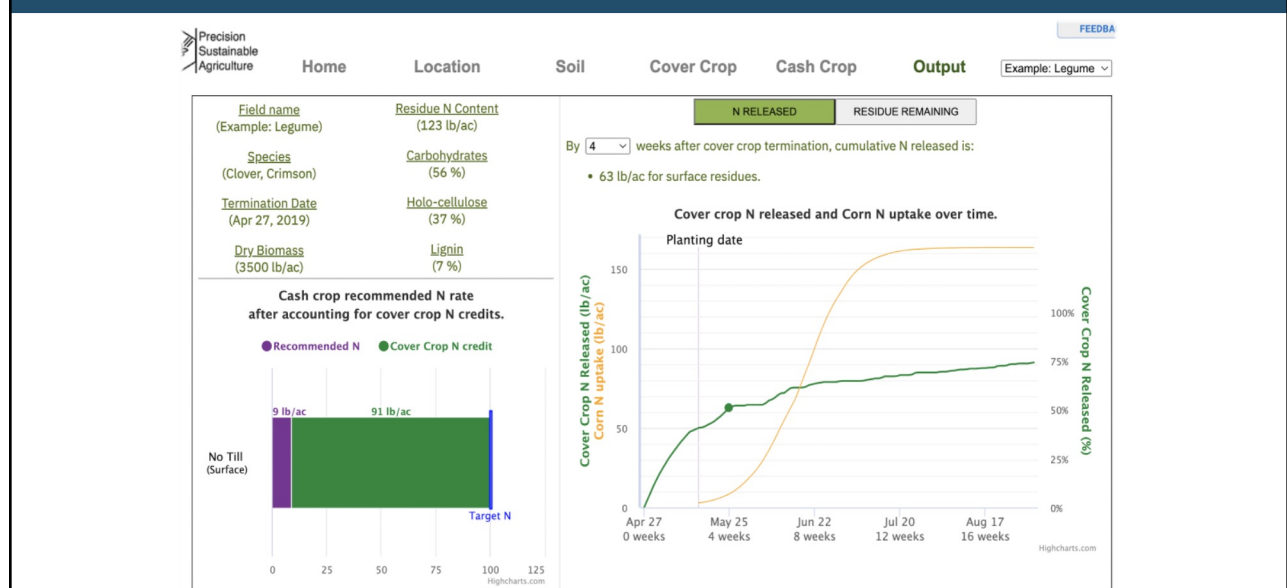 Precision
Sustainable
Agriculture
FEEDBA
Home
Location
Soil
Cover Crop
Cash Crop
Output
Example: Legume
Field name
(Example: Legume)
Residue N Content
(123 lb/ac)
Species
(Clover, Crimson)
Carbohydrates
(56 %)
Termination Date
(Apr 27, 2019)
Holo-cellulose
(37 %)
Dry Biomass
(3500 lb/ac)
Lignin
(7 %)
Cash crop recommended N rate
after accounting for cover crop N credits.
Recommended N
Cover Crop N credit
9 lb/ac
91 lb/ac
No Till
(Surface)
Target N
0
25
50
75
100
125
Highcharts.com
N RELEASED
RESIDUE REMAINING
By 4 weeks after cover crop termination, cumulative N released is:
• 63 lb/ac for surface residues.
Cover crop N released and Corn N uptake over time.
Planting date
Cover Crop N Released (lb/ac)
Corn N uptake (lb/ac)
150
100
50
0
100%
75%
50%
25%
0%
Cover Crop N Released (%)
Apr 27
0 weeks
May 25
4 weeks
Jun 22
8 weeks
Jul 20
12 weeks
Aug 17
16 weeks
Highcharts.com